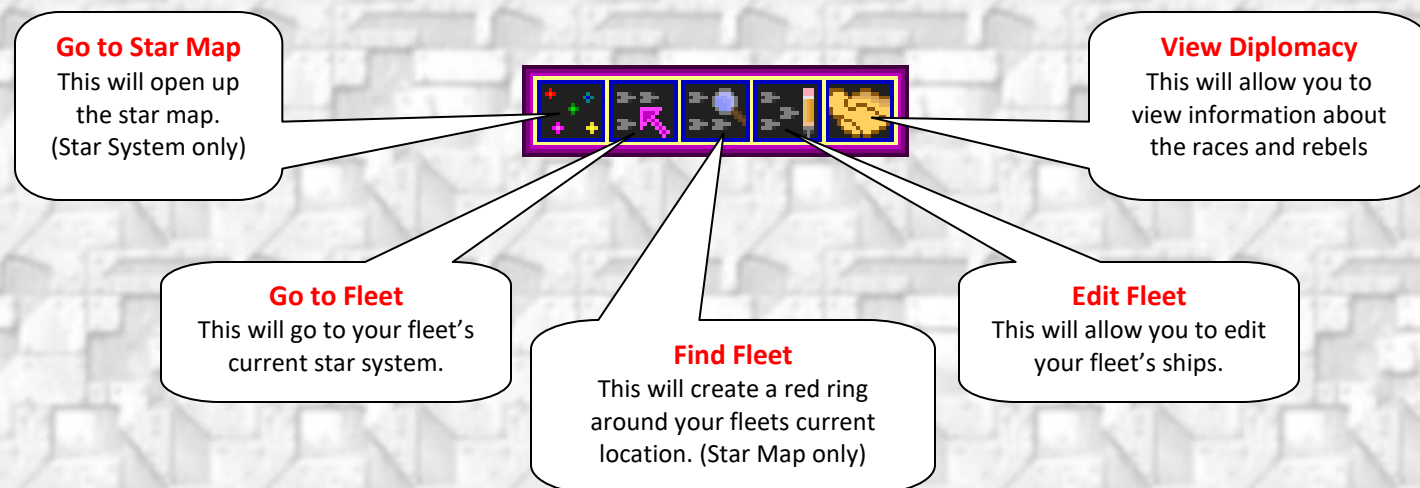 Go to Star Map
This will open up
the star map.
(Star System only)
View Diplomacy
This will allow you to
view information about
the races and rebels
Go to Fleet
This will go to your fleet’s
current star system.
Find Fleet
This will create a red ring
around your fleets current
location. (Star Map only)
Edit Fleet
This will allow you to edit
your fleet’s ships.